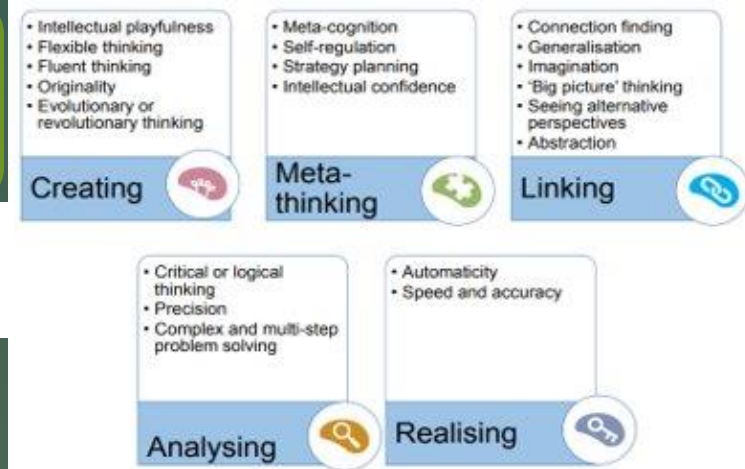 • Intellectual playfulness
• Flexible thinking
• Fluent thinking
• Originality
• Evolutionary or
revolutionary thinking
Creating
• Meta-cognition
• Self-regulation
• Strategy planning
• Intellectual confidence
Meta-
thinking
• Connection finding
• Generalisation
• Imagination
• 'Big picture' thinking
• Seeing alternative
perspectives
• Abstraction
Linking
• Critical or logical
thinking
• Precision
• Complex and multi-step
problem solving
Analysing
• Automaticity
• Speed and accuracy
Realising